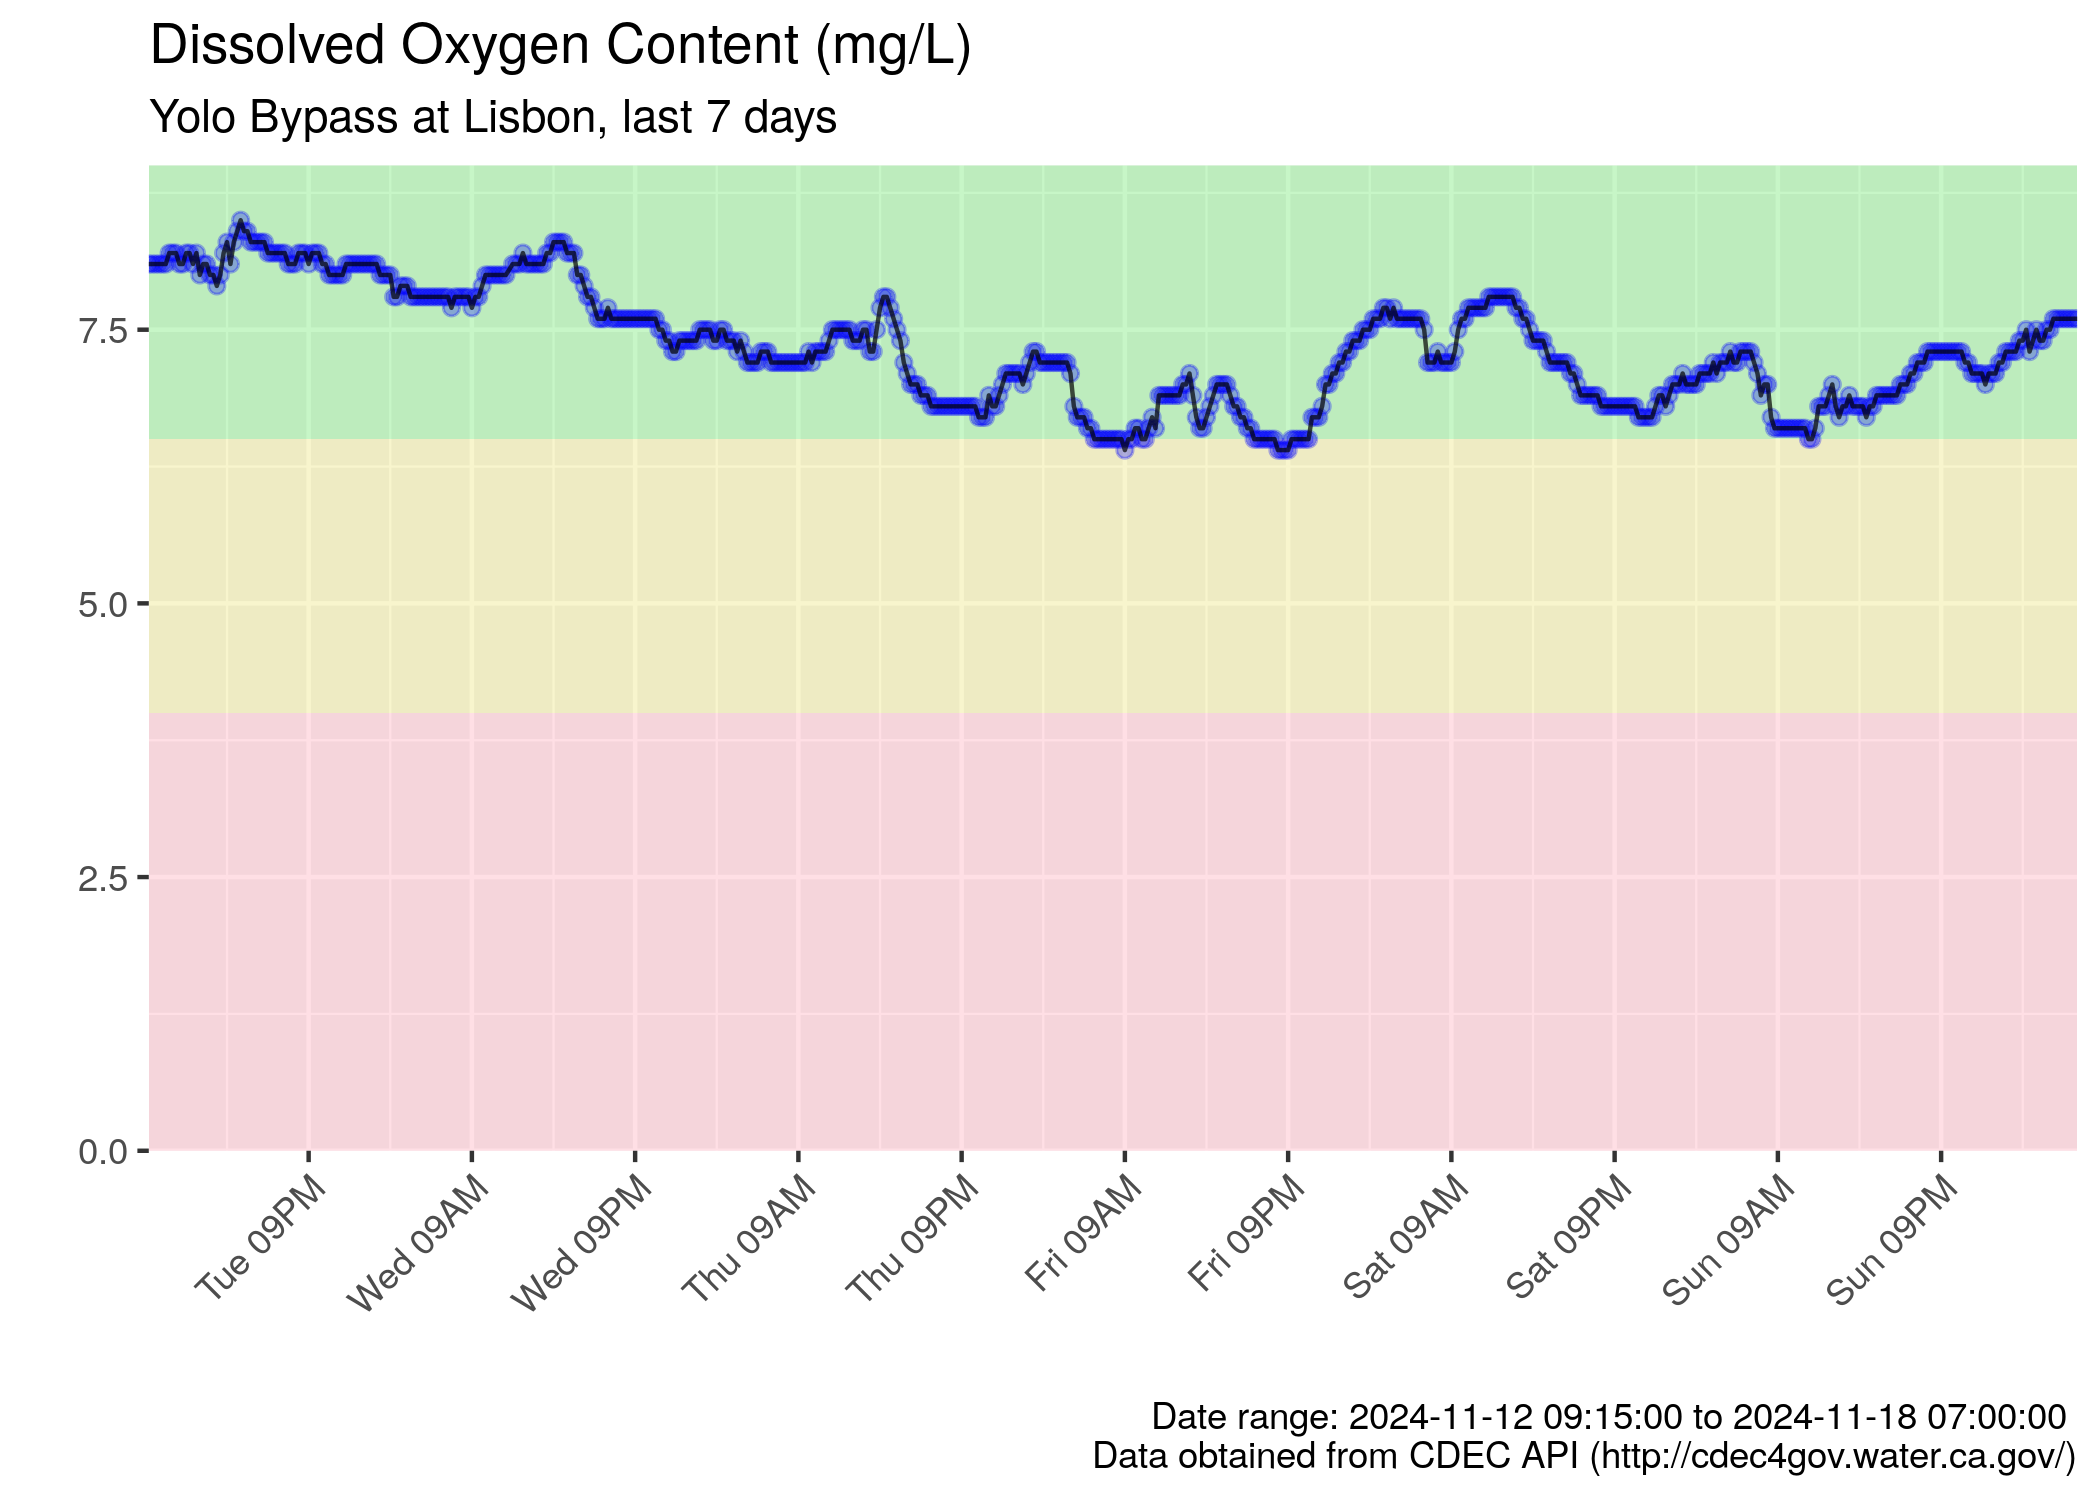 Dissolved Oxygen Content (mg/L)
Yolo Bypass at Lisbon, last 7 days
7.5
5.0
2.5
0.0
Tue 09PM
Wed 09AM
Wed 09PM
Thu 09AM
Thu 09PM
Fri 09AM
Fri 09PM
Sat 09AM
Sat 09PM
Sun 09AM
Sun 09PM
Date range: 2024-11-12 09:15:00 to 2024-11-18 07:00:00
Data obtained from CDEC API (http://cdec4gov.water.ca.gov/)